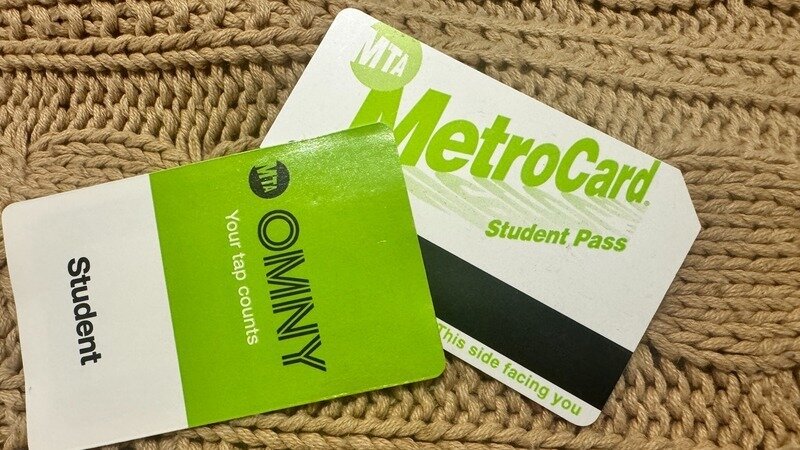 MTA
OMNY
Your tap counts
Student
MTA
MetroCard®
Student Pass
This side facing you